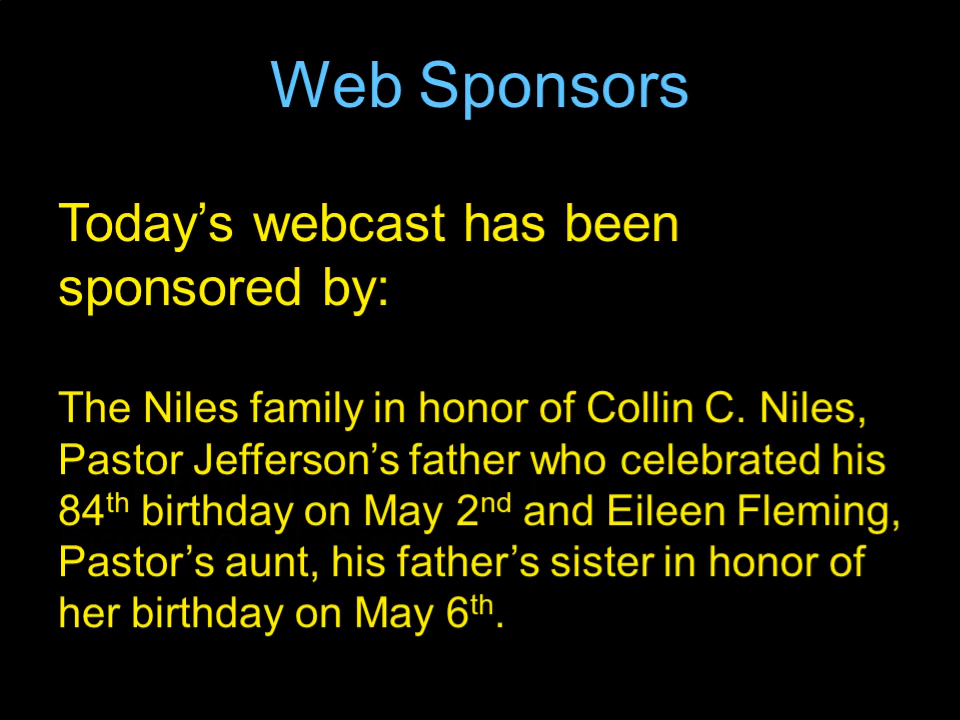 Web Sponsors
Today’s webcast has been
sponsored by:
The Niles family in honor of Collin C. Niles,
Pastor Jefferson’s father who celebrated his
84th birthday on May 2nd and Eileen Fleming,
Pastor’s aunt, his father’s sister in honor of
her birthday on May 6th.